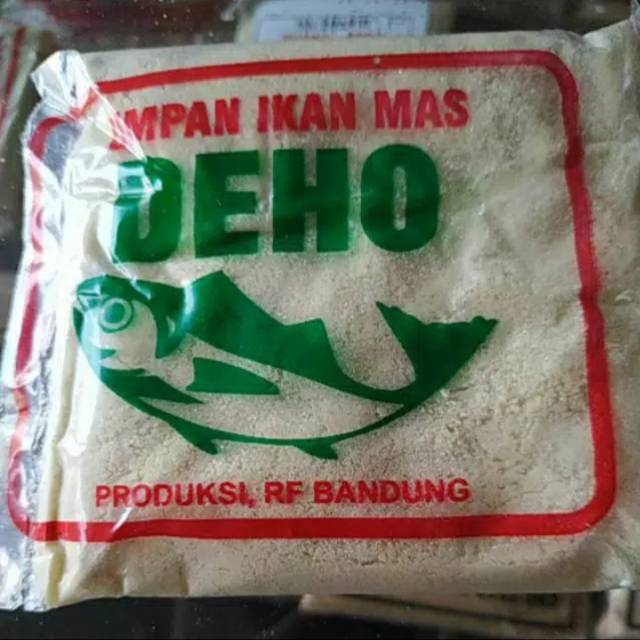 UMPAN IKAN MAS
DEHO
PRODUKSI, RF BANDUNG